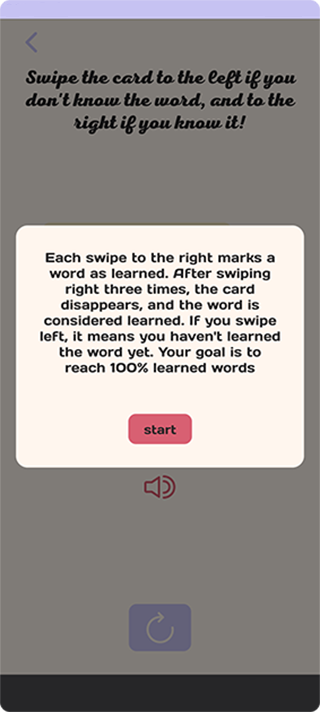 Swipe the card to the left if you
don't know the word, and to the
right if you know it!
Each swipe to the right marks a
word as learned. After swiping
right three times, the card
disappears, and the word is
considered learned. If you swipe
left, it means you haven't learned
the word yet. Your goal is to
reach 100% learned words
start